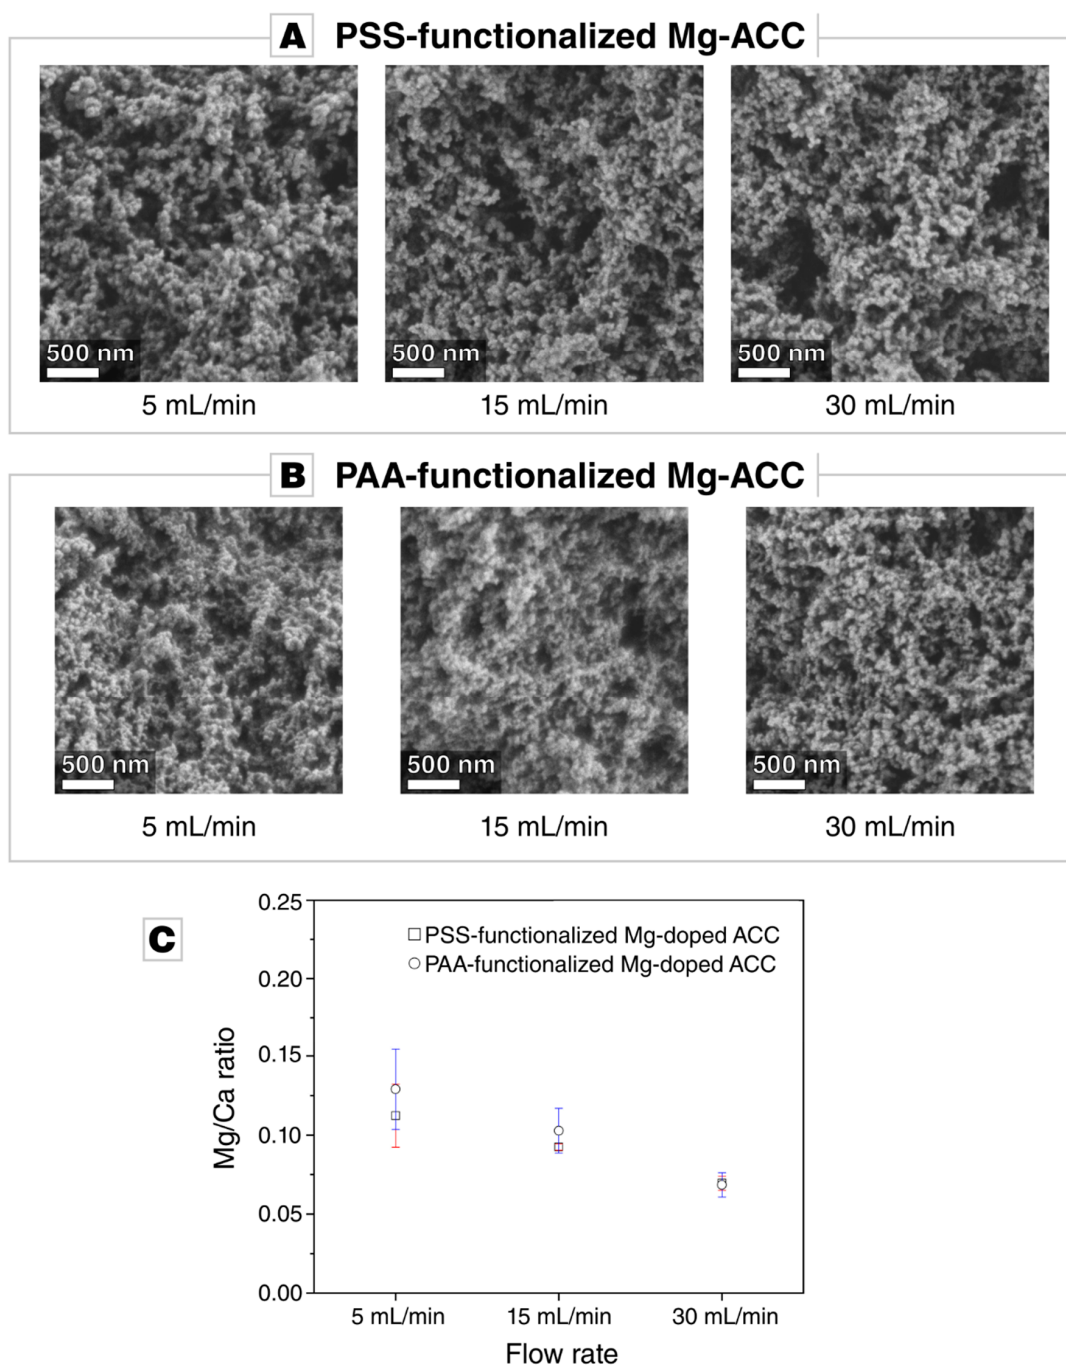 A PSS-functionalized Mg-ACC
500 nm
500 nm
500 nm
5 mL/min
15 mL/min
30 mL/min
B PAA-functionalized Mg-ACC
500 nm
500 nm
500 nm
5 mL/min
15 mL/min
30 mL/min
C
PSS-functionalized Mg-doped ACC
PAA-functionalized Mg-doped ACC
Mg/Ca ratio
0.25
0.20
0.15
0.10
0.05
0.00
5 mL/min
15 mL/min
30 mL/min
Flow rate